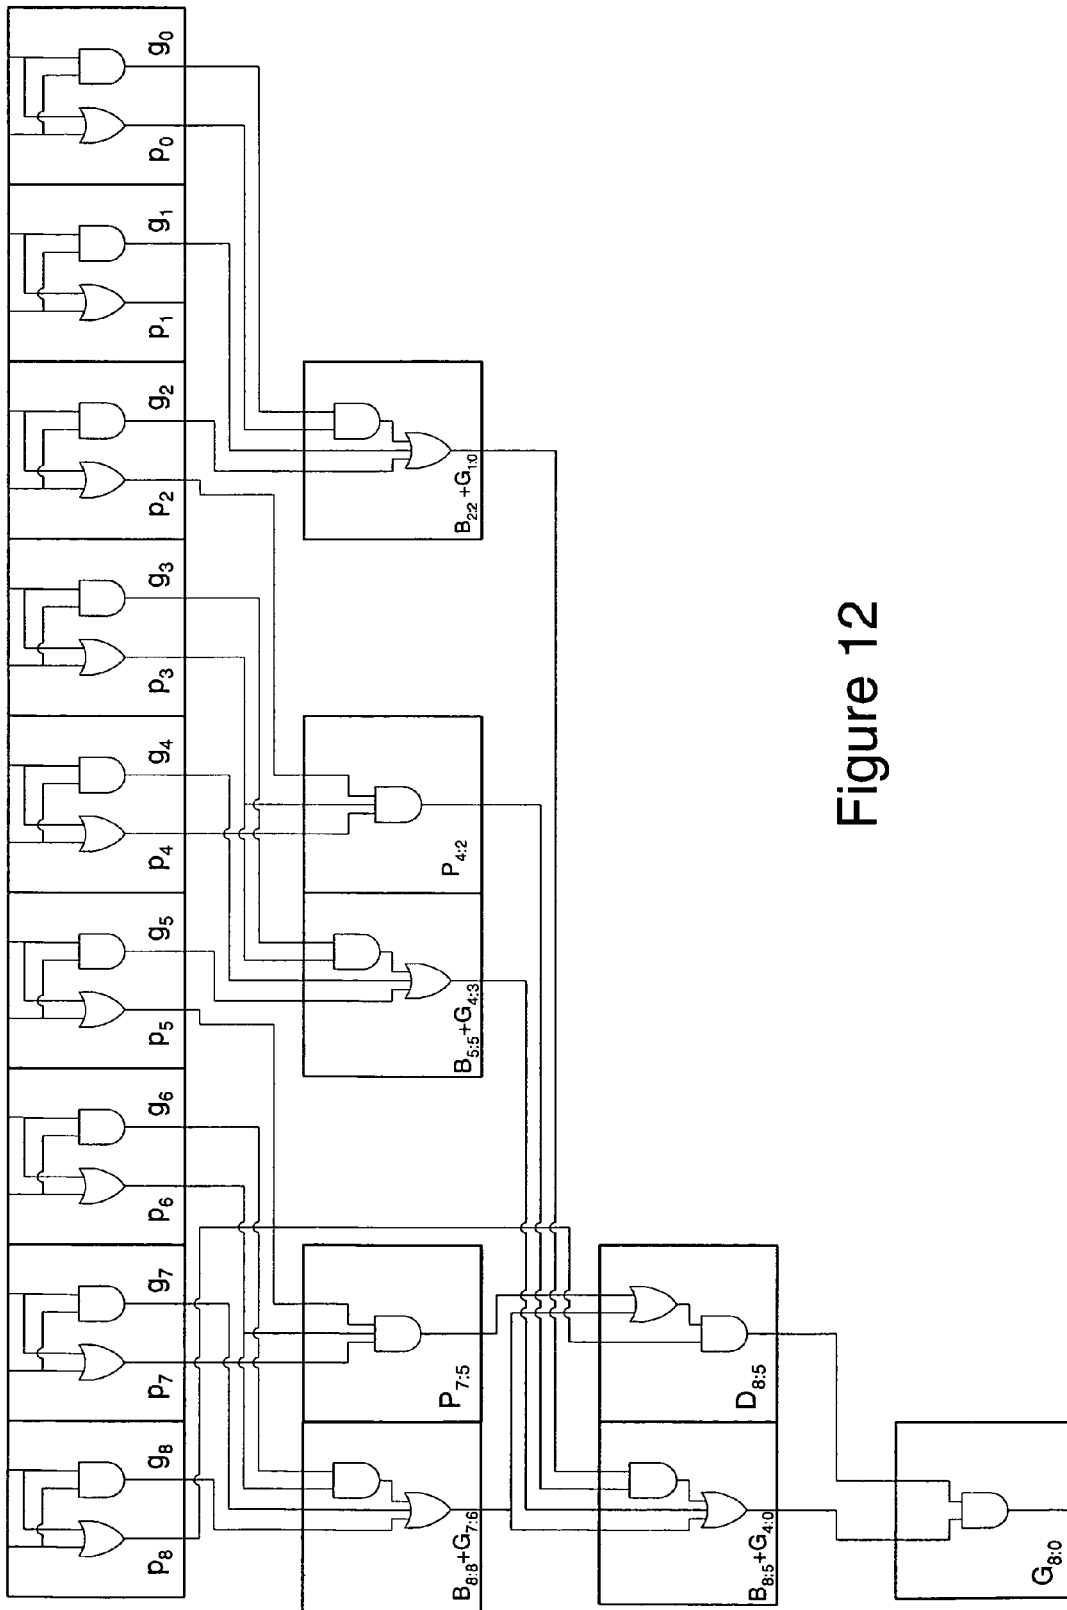 g₈
p₈
g₇
p₇
g₆
p₆
g₅
p₅
g₄
p₄
g₃
p₃
g₂
p₂
g₁
p₁
g₀
p₀
B₈:₈+G₇:₆
P₇:₅
B₅:₅+G₄:₃
P₄:₂
B₂:₂+G₁:₀
B₈:₅+G₄:₀
D₈:₅
G₈:₀
Figure 12